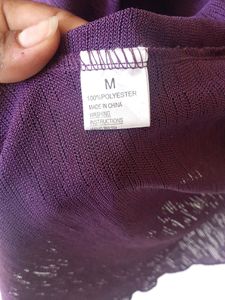 M
100%POLYESTER
MADE IN CHINA
WASHING
INSTRUCTIONS